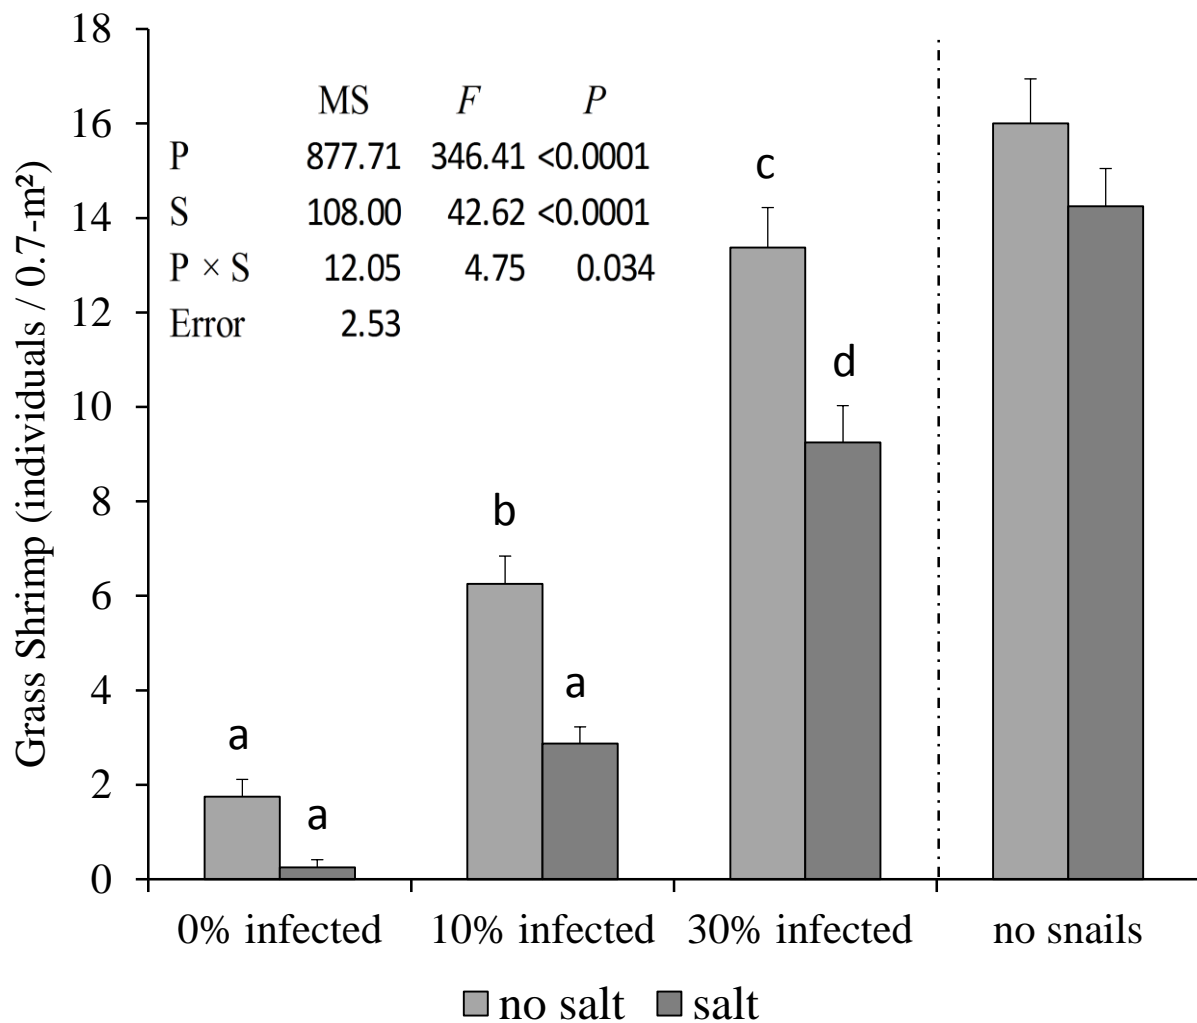 Grass Shrimp (individuals / 0.7-m²)
18
16
14
12
10
8
6
4
2
0
MS F P
P 877.71 346.41 <0.0001
S 108.00 42.62 <0.0001
P × S 12.05 4.75 0.034
Error 2.53
a
a
b
a
c
d
0% infected 10% infected 30% infected no snails
no salt salt